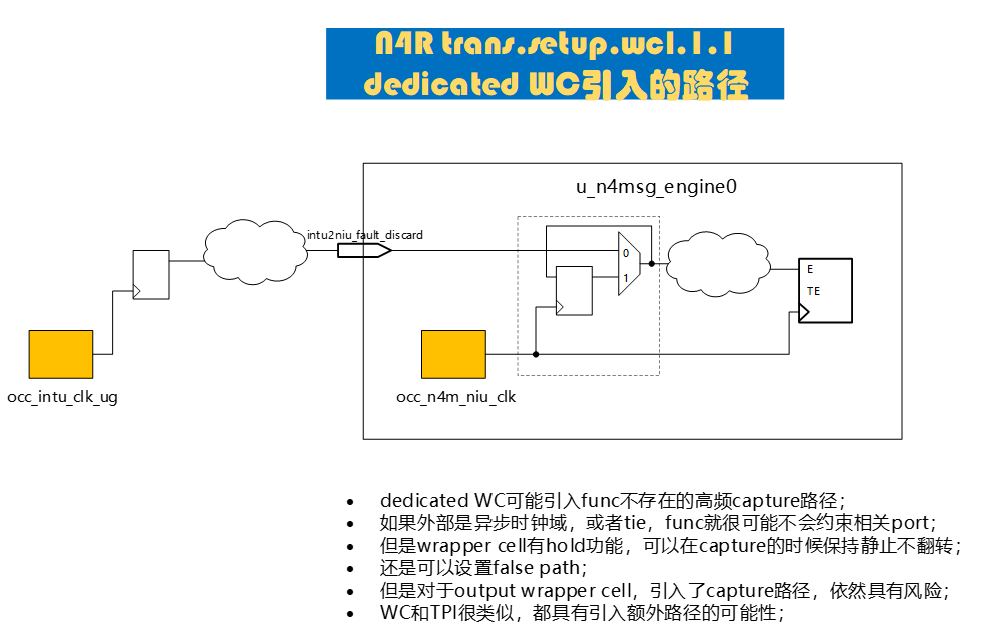 N4R trans.setup.wcl.1.1
dedicated WC引入的路径
u_n4msg_engine0
intu2niu_fault_discard
0
1
E
TE
occ_intu_clk_ug
occ_n4m_niu_clk
• dedicated WC可能引入func不存在的高频capture路径；
• 如果外部是异步时钟域，或者tie，func就很可能不会约束相关port；
• 但是wrapper cell有hold功能，可以在capture的时候保持静止不翻转；
• 还是可以设置false path；
• 但是对于output wrapper cell，引入了capture路径，依然具有风险；
• WC和TPI很类似，都具有引入额外路径的可能性；